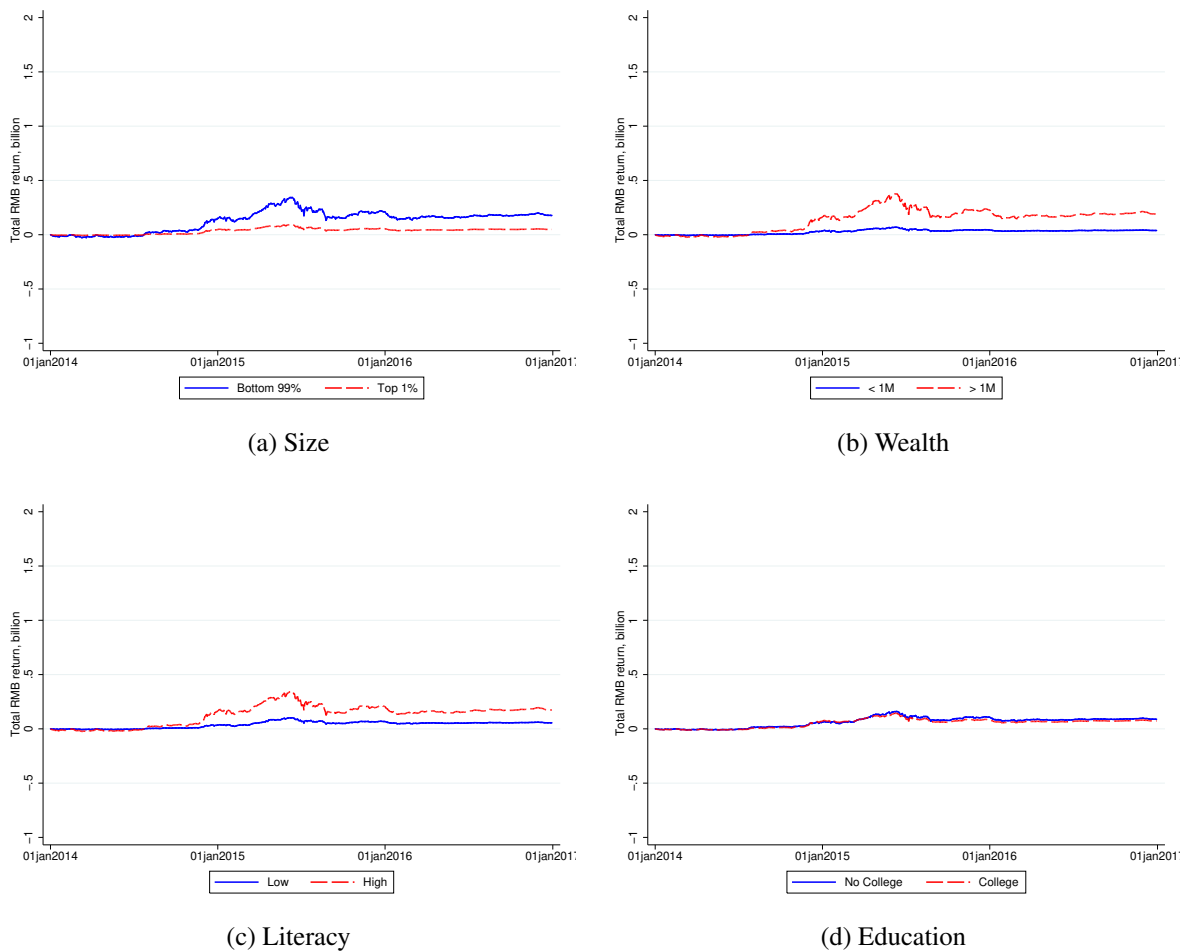 Total RMB return, billion
2
1.5
1
.5
0
-.5
-1
01jan2014 01jan2015 01jan2016 01jan2017
Bottom 99% Top 1%
(a) Size
Total RMB return, billion
2
1.5
1
.5
0
-.5
-1
01jan2014 01jan2015 01jan2016 01jan2017
< 1M > 1M
(b) Wealth
Total RMB return, billion
2
1.5
1
.5
0
-.5
-1
01jan2014 01jan2015 01jan2016 01jan2017
Low High
(c) Literacy
Total RMB return, billion
2
1.5
1
.5
0
-.5
-1
01jan2014 01jan2015 01jan2016 01jan2017
No College College
(d) Education